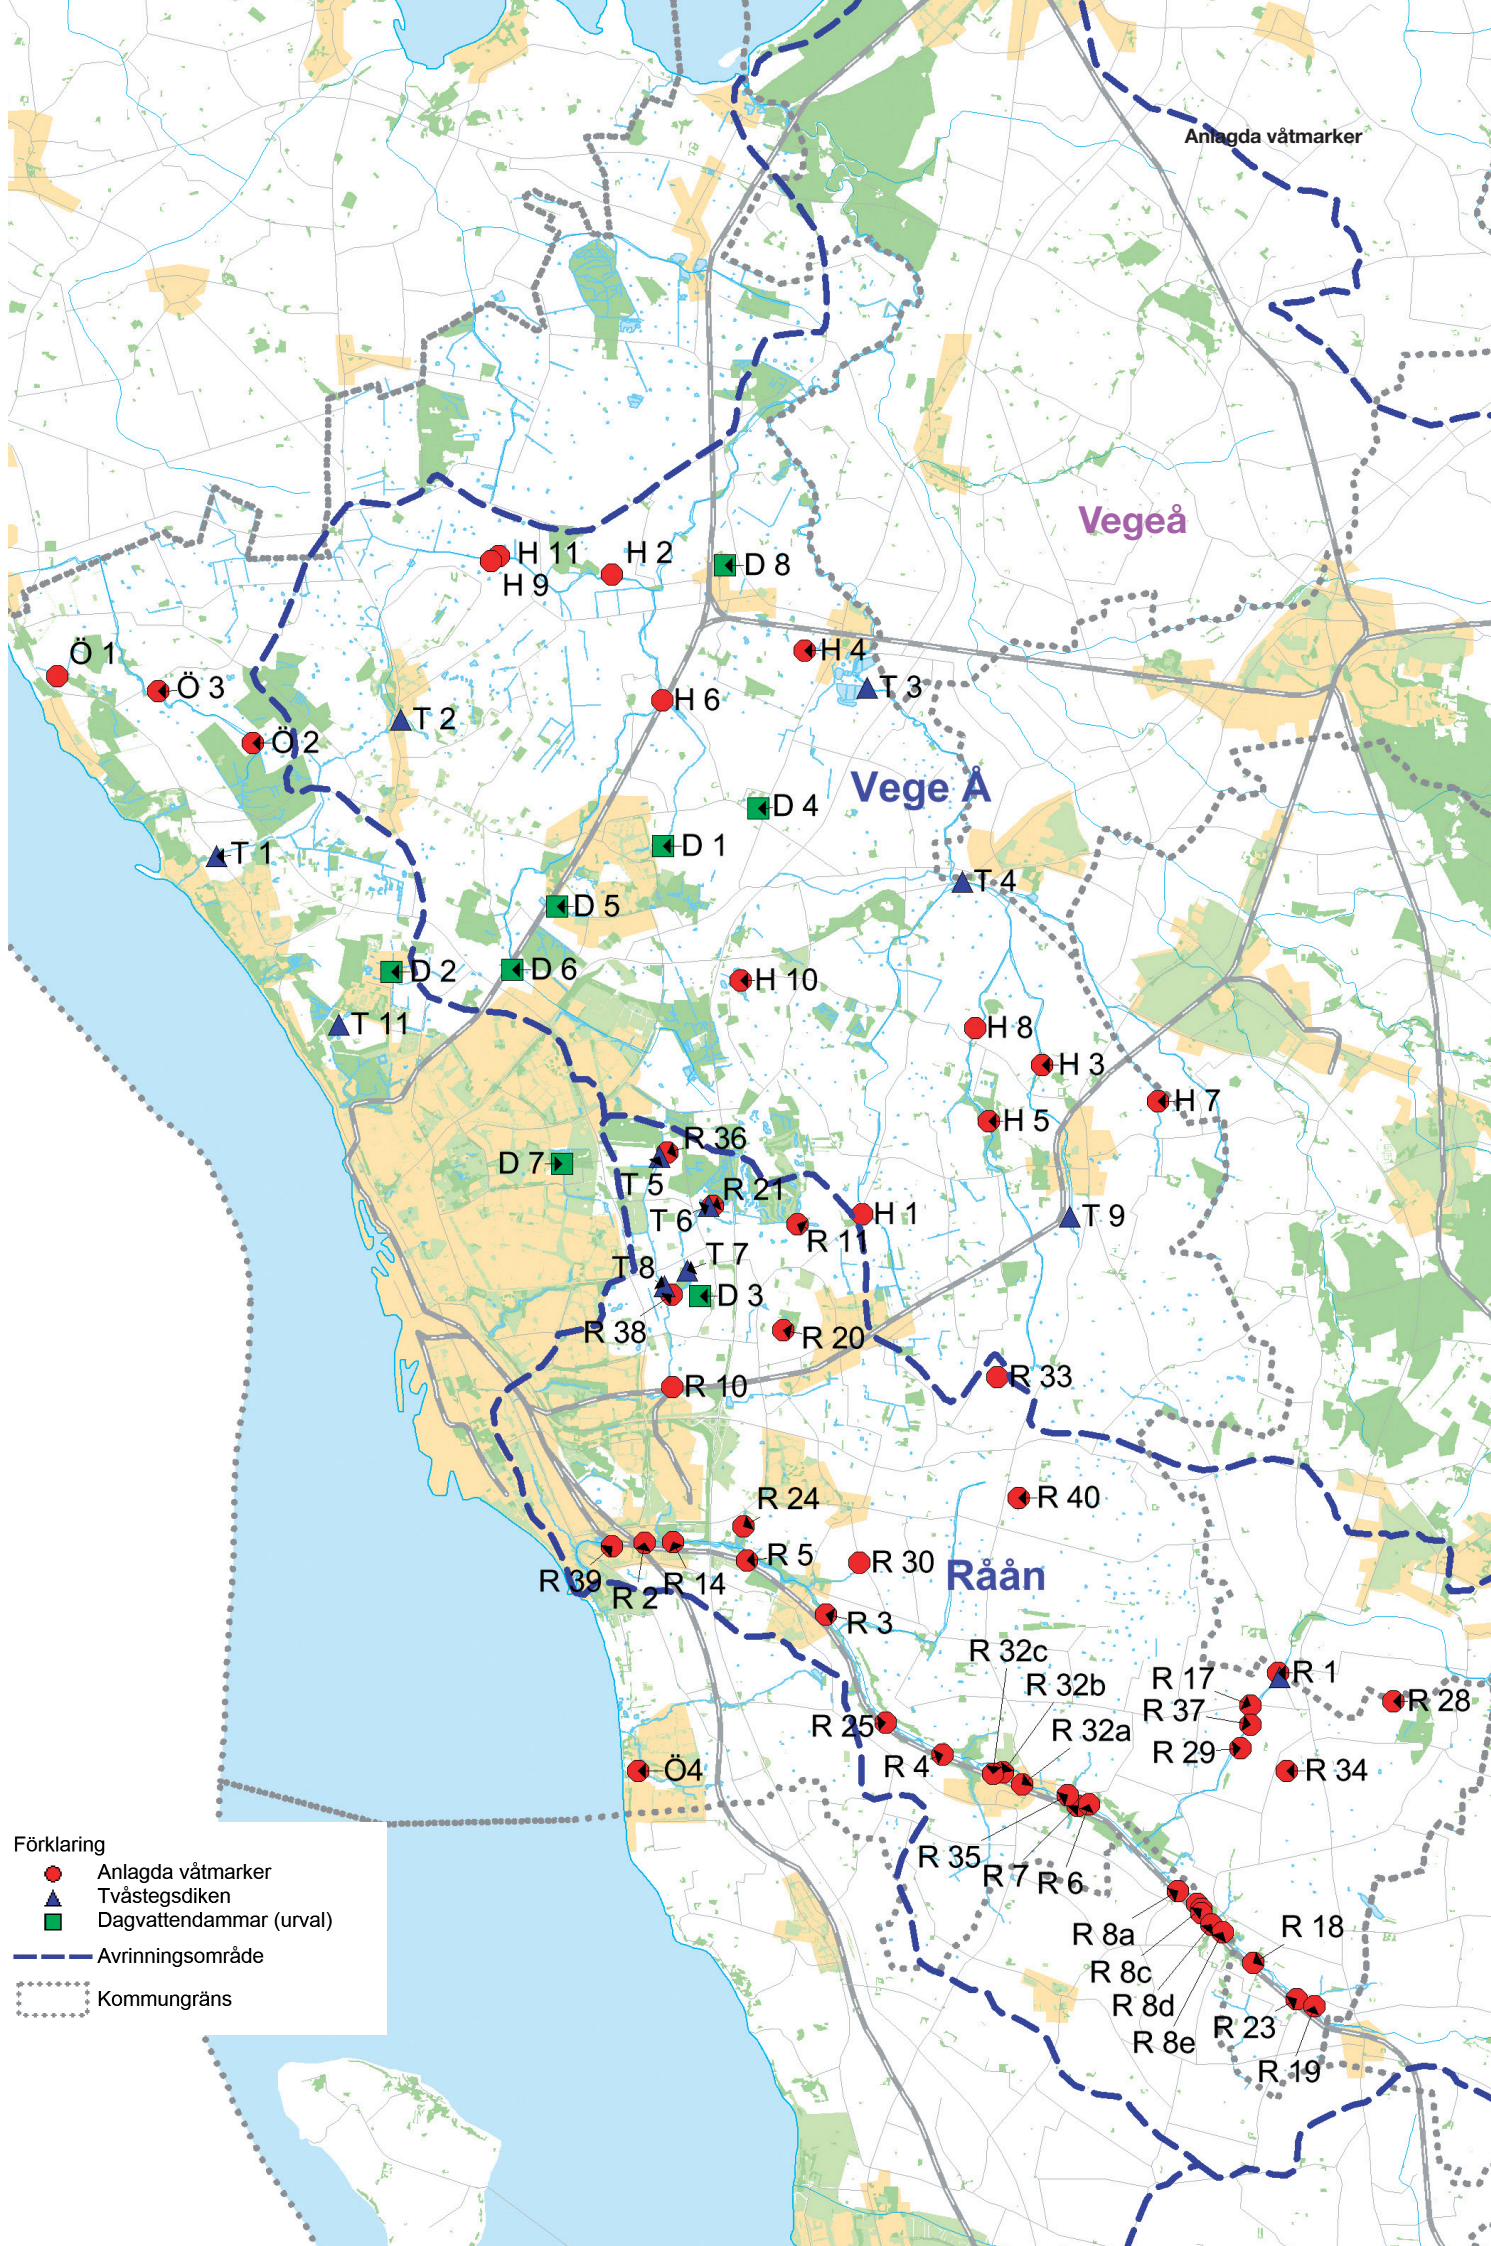 Anlagda våtmarker
Vegeå
H 11
H 2
D 8
H 9
Ö 1
H 4
Ö 3
T 3
H 6
T 2
Ö 2
Vege Å
D 4
D 1
T 1
T 4
D 5
D 2
D 6
H 10
T 11
H 8
H 3
H 7
H 5
R 36
D 7
T 5
R 21
T 6
H 1
T 9
R 11
T 7
T 8
D 3
R 38
R 20
R 33
R 10
R 24
R 40
R 5
R 30
Råån
R 39
R 2
R 14
R 3
R 32c
R 1
R 17
R 32b
R 28
R 37
R 25
R 32a
R 29
R 4
Ö4
R 34
Förklaring
R 35
Anlagda våtmarker
R 7
R 6
Tvåstegsdiken
Dagvattendammar (urval)
R 18
R 8a
Avrinningsområde
R 8c
Kommungräns
R 8d
R 23
R 8e
R 19